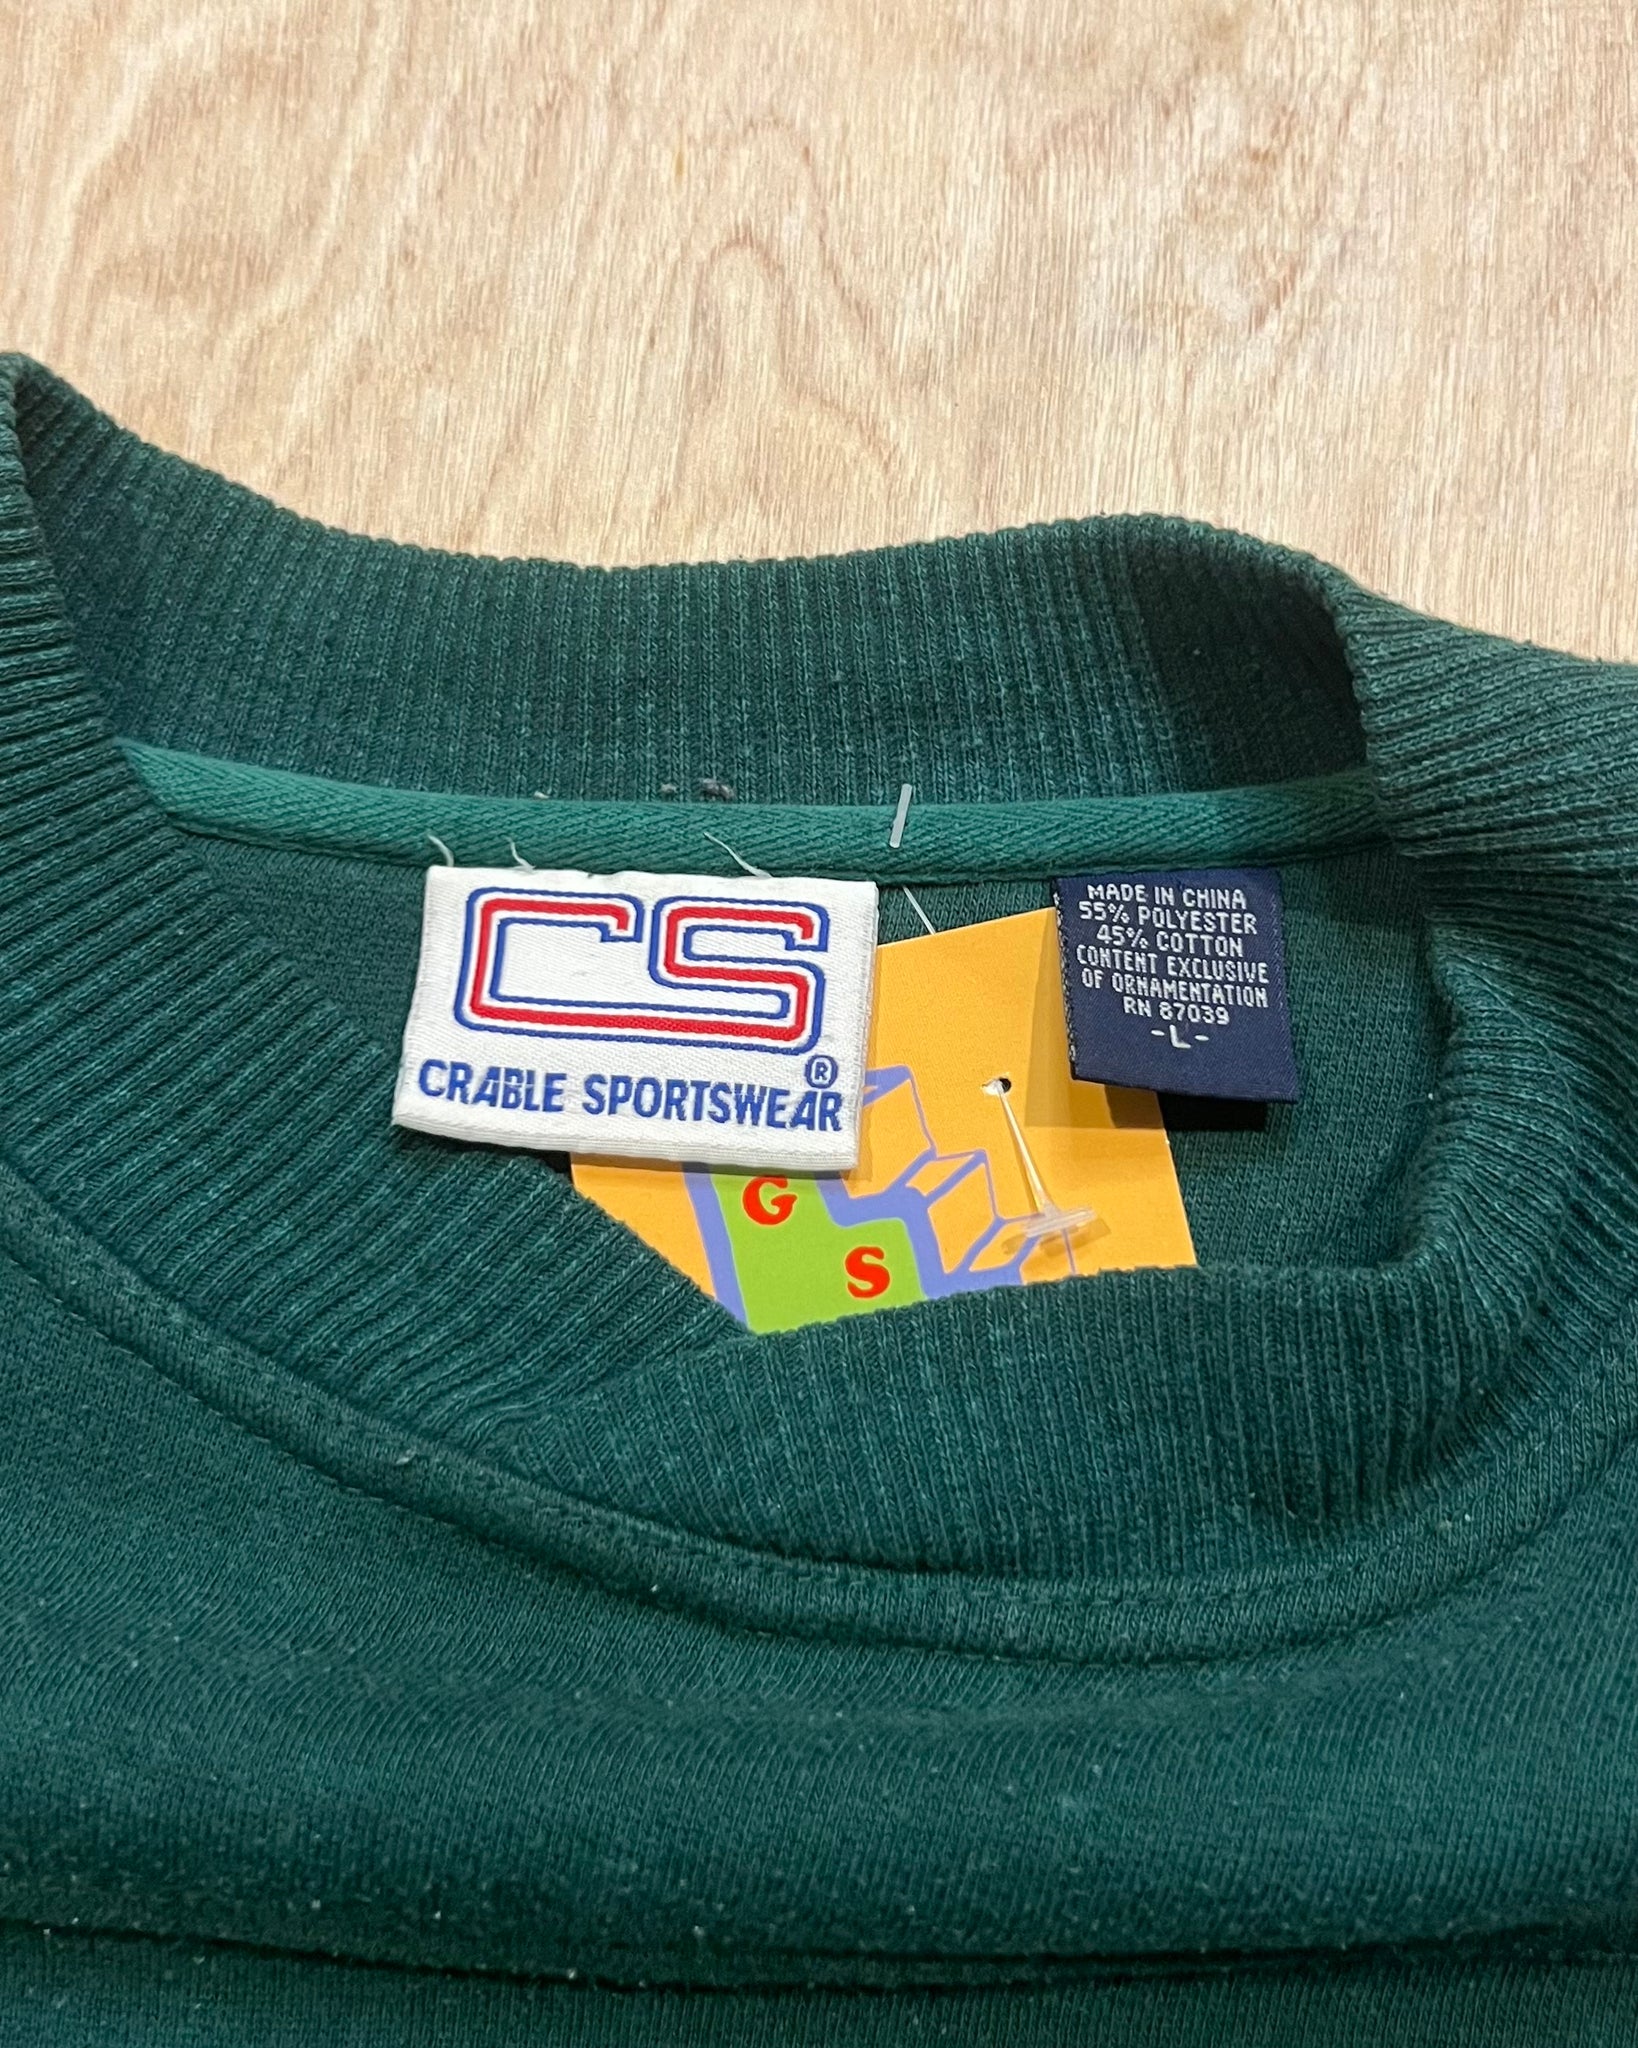 CS
®
CRABLE SPORTSWEAR
MADE IN CHINA
55% POLYESTER
45% COTTON
CONTENT EXCLUSIVE
OF ORNAMENTATION
RN 87039
-L-
G
S